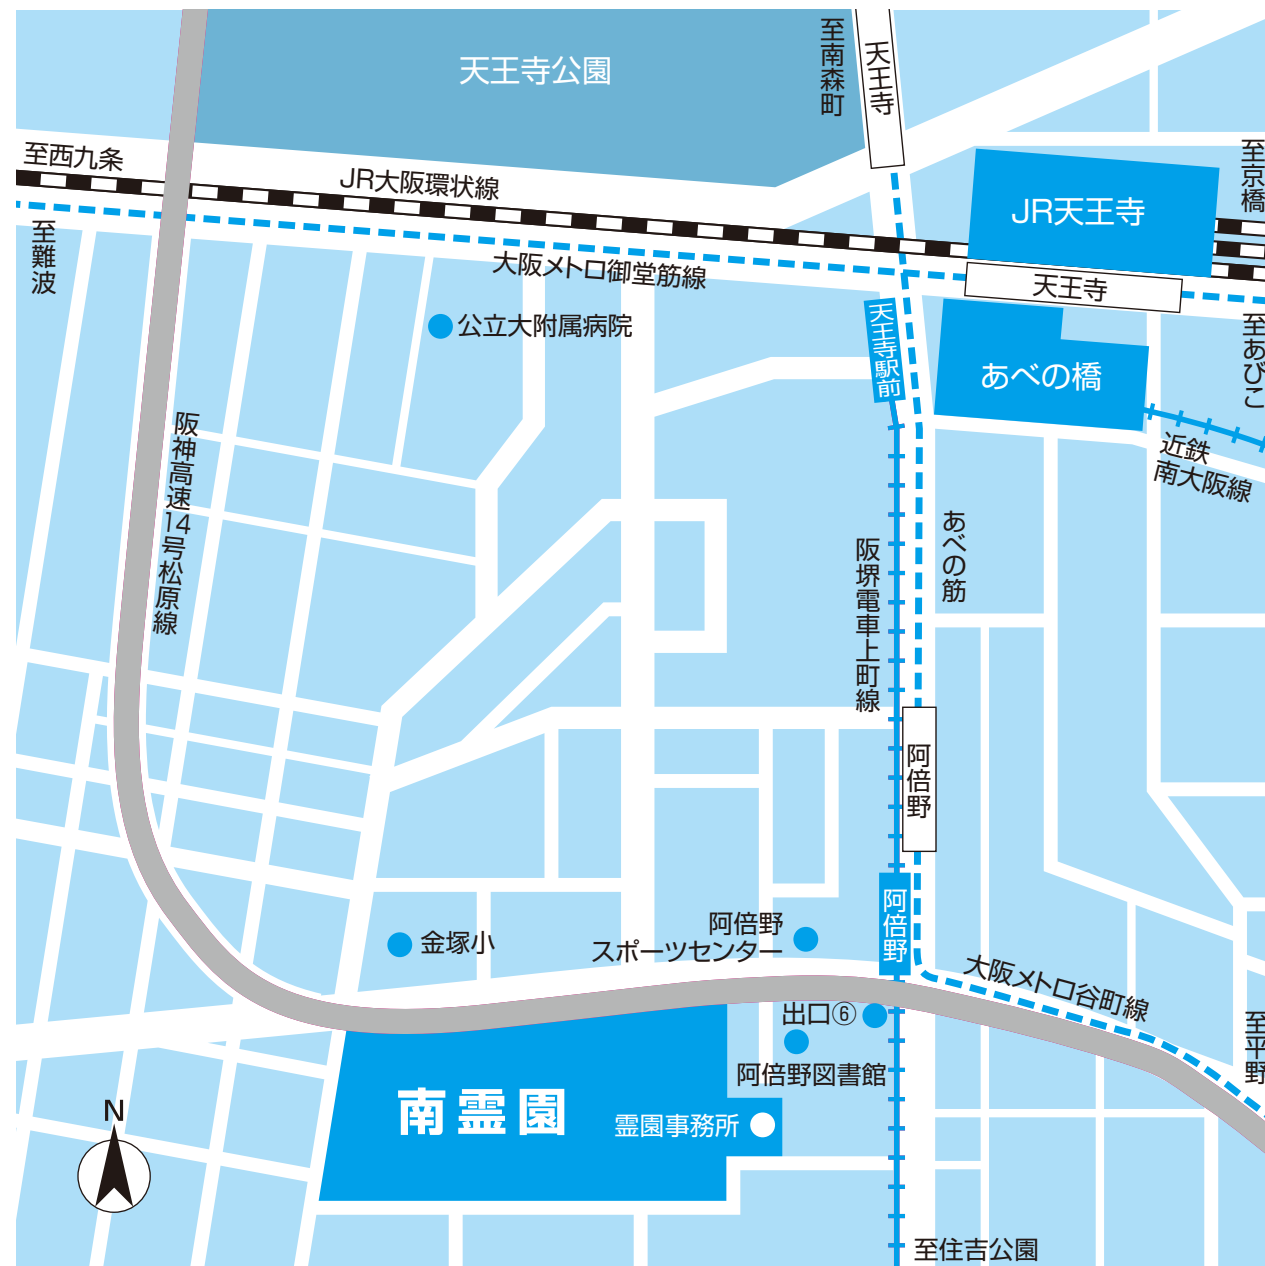 天王寺公園
至南森町
天王寺
至西九条
JR大阪環状線
至京橋
JR天王寺
至難波
大阪メトロ御堂筋線
天王寺
公立大附属病院
天王寺駅前
あべの橋
至あびこ
阪神高速14号松原線
近鉄
南大阪線
あべの筋
阪堺電車上町線
阿倍野
阿倍野
金塚小
阿倍野
スポーツセンター
大阪メトロ谷町線
出口⑥
至平野
阿倍野図書館
南霊園
霊園事務所
N
至住吉公園